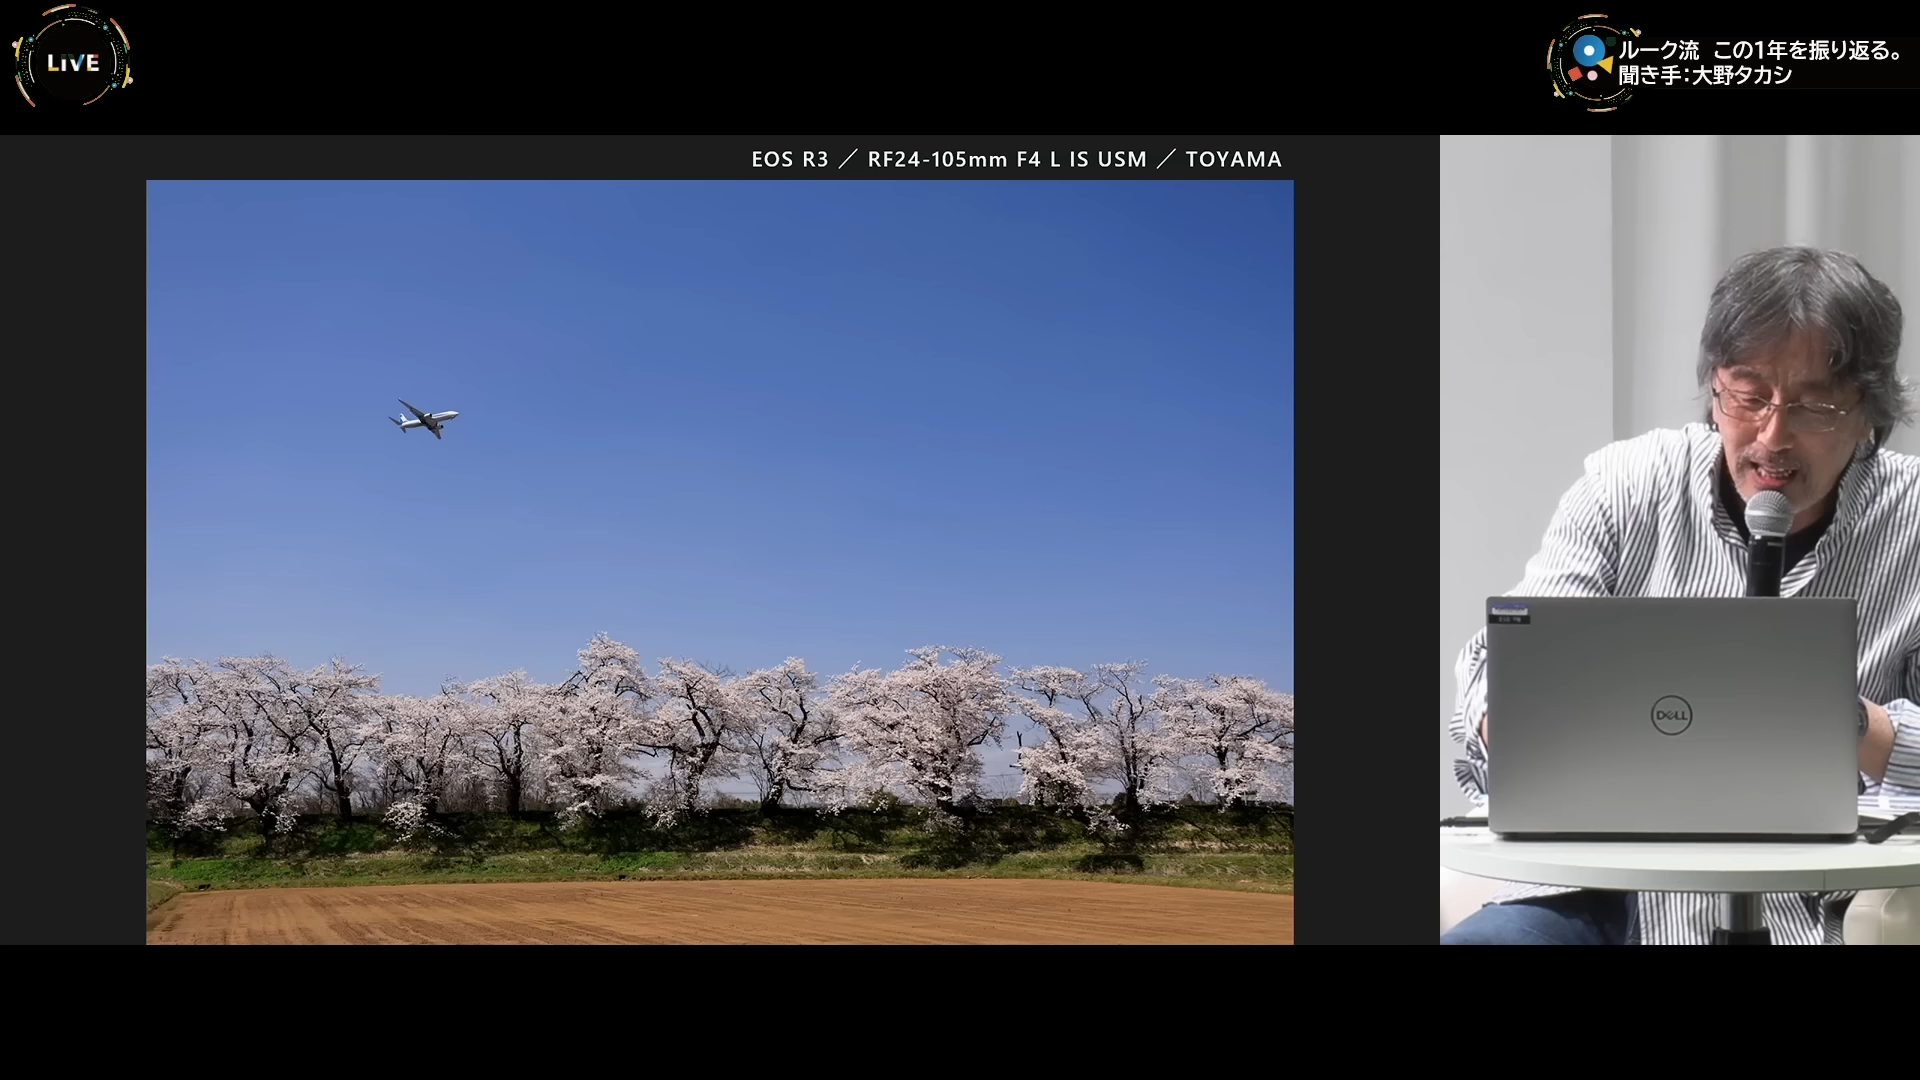 LIVE
ルーク流 この1年を振り返る。
聞き手：大野タカシ
EOS R3 ／ RF24-105mm F4 L IS USM ／ TOYAMA
DELL